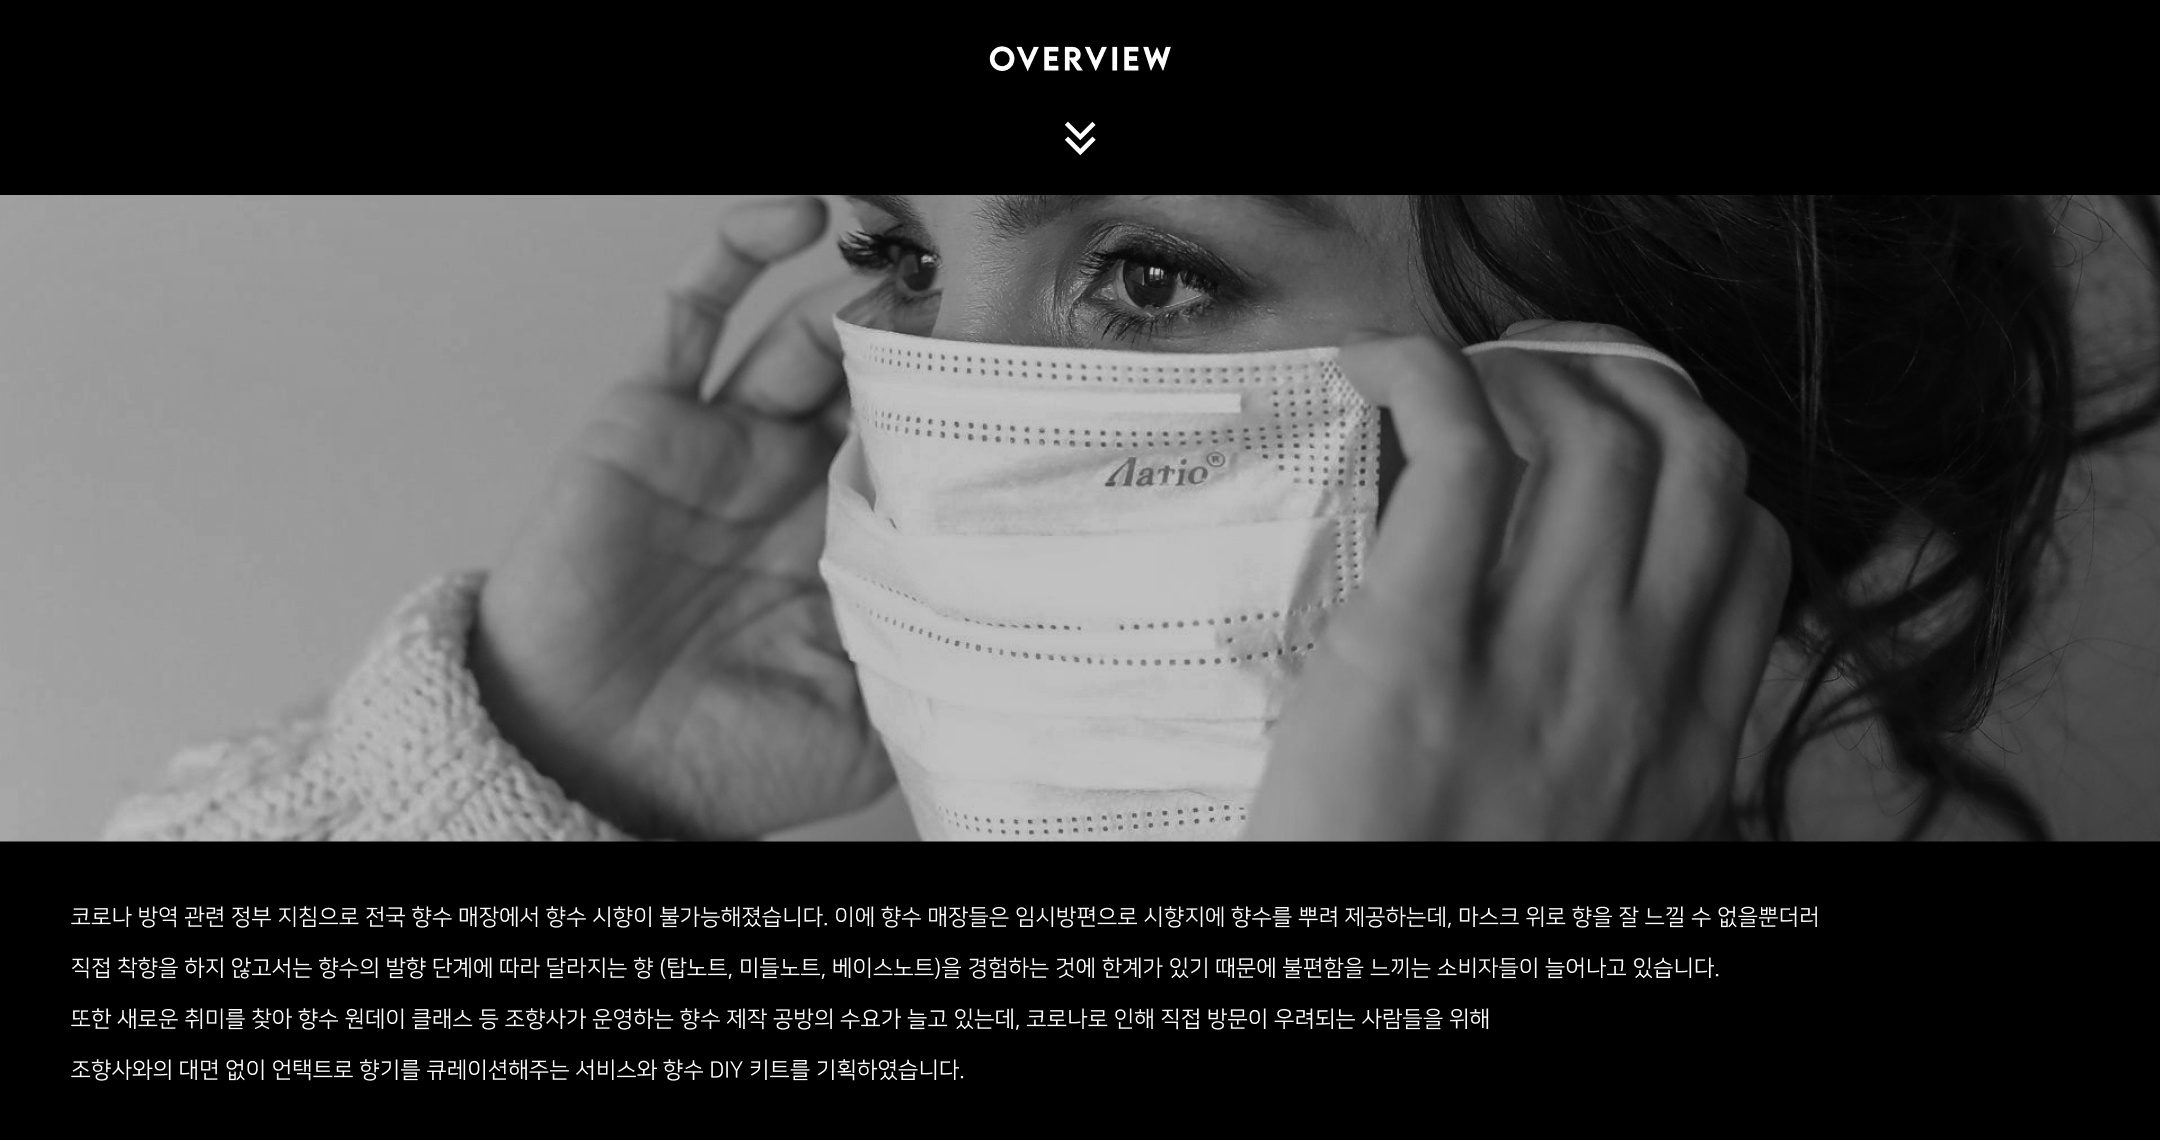 OVERVIEW
Aatio®
코로나 방역 관련 정부 지침으로 전국 향수 매장에서 향수 시향이 불가능해졌습니다. 이에 향수 매장들은 임시방편으로 시향지에 향수를 뿌려 제공하는데, 마스크 위로 향을 잘 느낄 수 없을뿐더러
직접 착향을 하지 않고서는 향수의 발향 단계에 따라 달라지는 향 (탑노트, 미들노트, 베이스노트)을 경험하는 것에 한계가 있기 때문에 불편함을 느끼는 소비자들이 늘어나고 있습니다.
또한 새로운 취미를 찾아 향수 원데이 클래스 등 조향사가 운영하는 향수 제작 공방의 수요가 늘고 있는데, 코로나로 인해 직접 방문이 우려되는 사람들을 위해
조향사와의 대면 없이 언택트로 향기를 큐레이션해주는 서비스와 향수 DIY 키트를 기획하였습니다.